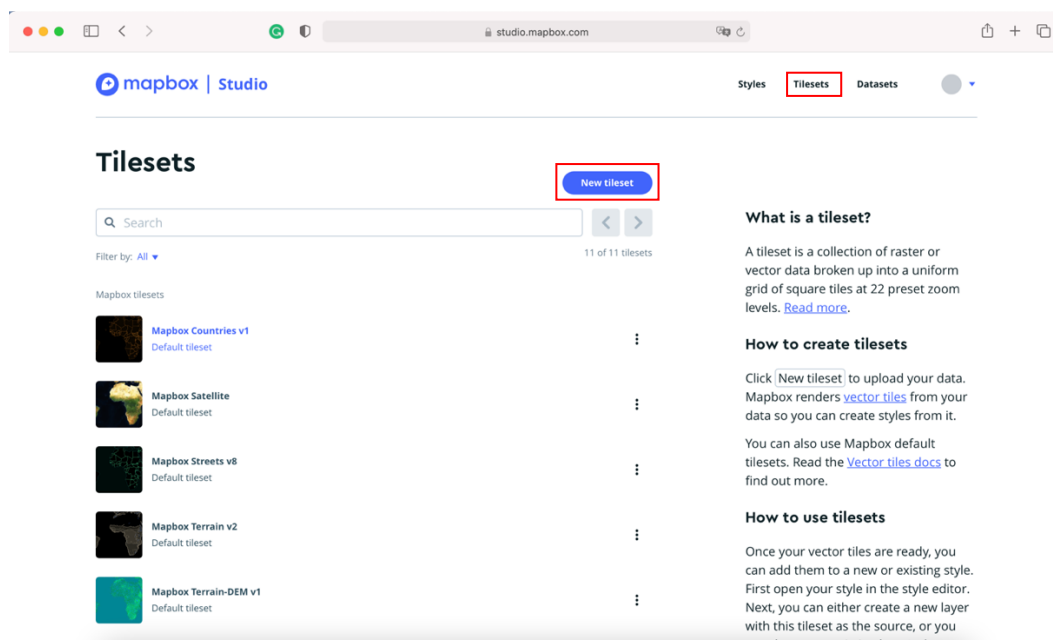 studio.mapbox.com
mapbox | Studio
Styles Tilesets Datasets
Tilesets
New tileset
Search
Filter by: All
11 of 11 tilesets
Mapbox tilesets
Mapbox Countries v1
Default tileset
Mapbox Satellite
Default tileset
Mapbox Streets v8
Default tileset
Mapbox Terrain v2
Default tileset
Mapbox Terrain-DEM v1
Default tileset
What is a tileset?
A tileset is a collection of raster or
vector data broken up into a uniform
grid of square tiles at 22 preset zoom
levels. Read more.
How to create tilesets
Click New tileset to upload your data.
Mapbox renders vector tiles from your
data so you can create styles from it.
You can also use Mapbox default
tilesets. Read the Vector tiles docs to
find out more.
How to use tilesets
Once your vector tiles are ready, you
can add them to a new or existing style.
First open your style in the style editor.
Next, you can either create a new layer
with this tileset as the source, or you